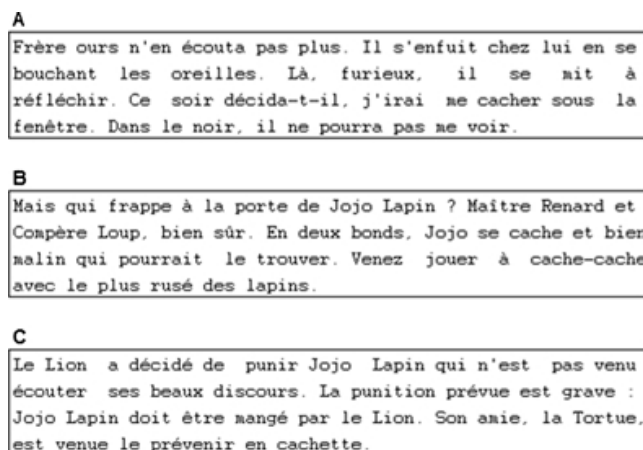 A
Frère ours n'en écouta pas plus. Il s'enfuit chez lui en se
bouchant les oreilles. Là, furieux, il se mit à
réfléchir. Ce soir décida-t-il, j'irai me cacher sous la
fenêtre. Dans le noir, il ne pourra pas me voir.
B
Mais qui frappe à la porte de Jojo Lapin ? Maître Renard et
Compère Loup, bien sûr. En deux bonds, Jojo se cache et bien
malin qui pourrait le trouver. Venez jouer à cache-cache
avec le plus rusé des lapins.
C
Le Lion a décidé de punir Jojo Lapin qui n'est pas venu
écouter ses beaux discours. La punition prévue est grave :
Jojo Lapin doit être mangé par le Lion. Son amie, la Tortue,
est venue le prévenir en cachette.